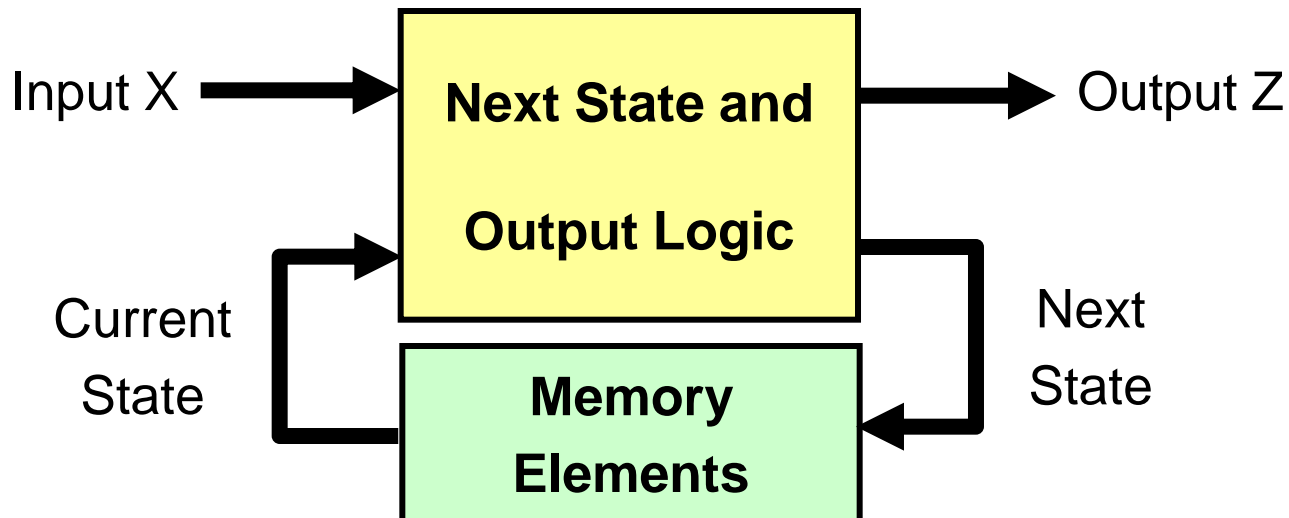 Input X
Next State and
Output Z
Output Logic
Current
State
Next
State
Memory
Elements